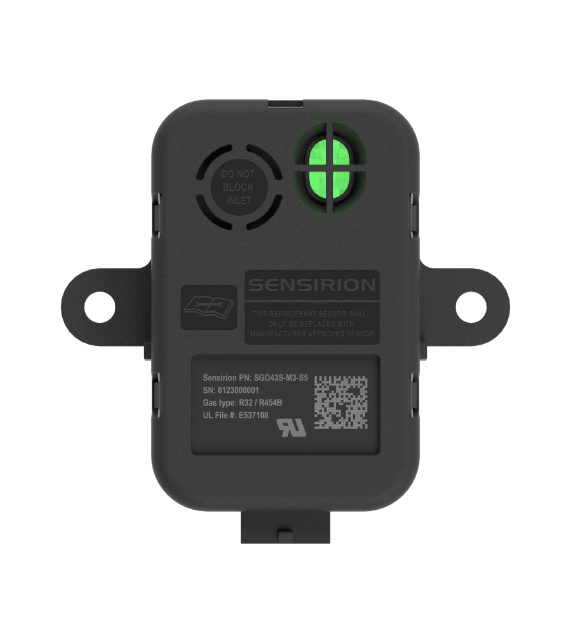 DO NOT
BLOCK
INLET
SENSIRION
THIS REFRIGERANT SENSOR SHALL
ONLY BE REPLACED WITH
MANUFACTURER APPROVED SENSOR
Sensirion PN: SGD43S-M3-S5
SN: 0123000001
Gas type: R32 / R454B
UL File #: E537108